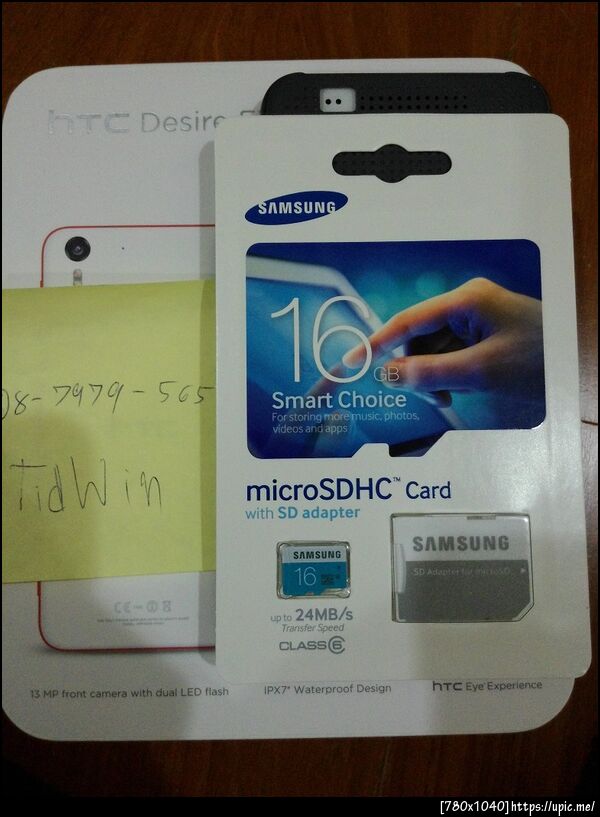 htc Desire
SAMSUNG
16
GB
Smart Choice
For storing more music, photos,
videos and apps
08-7979-565
TidWin
microSDHC™ Card
with SD adapter
SAMSUNG
16
SAMSUNG
SD Adapter for microSD
up to 24MB/s
Transfer Speed
CLASS 6
13 MP front camera with dual LED flash
IPX7* Waterproof Design
htc Eye™ Experience
[780x1040]https://upic.me/